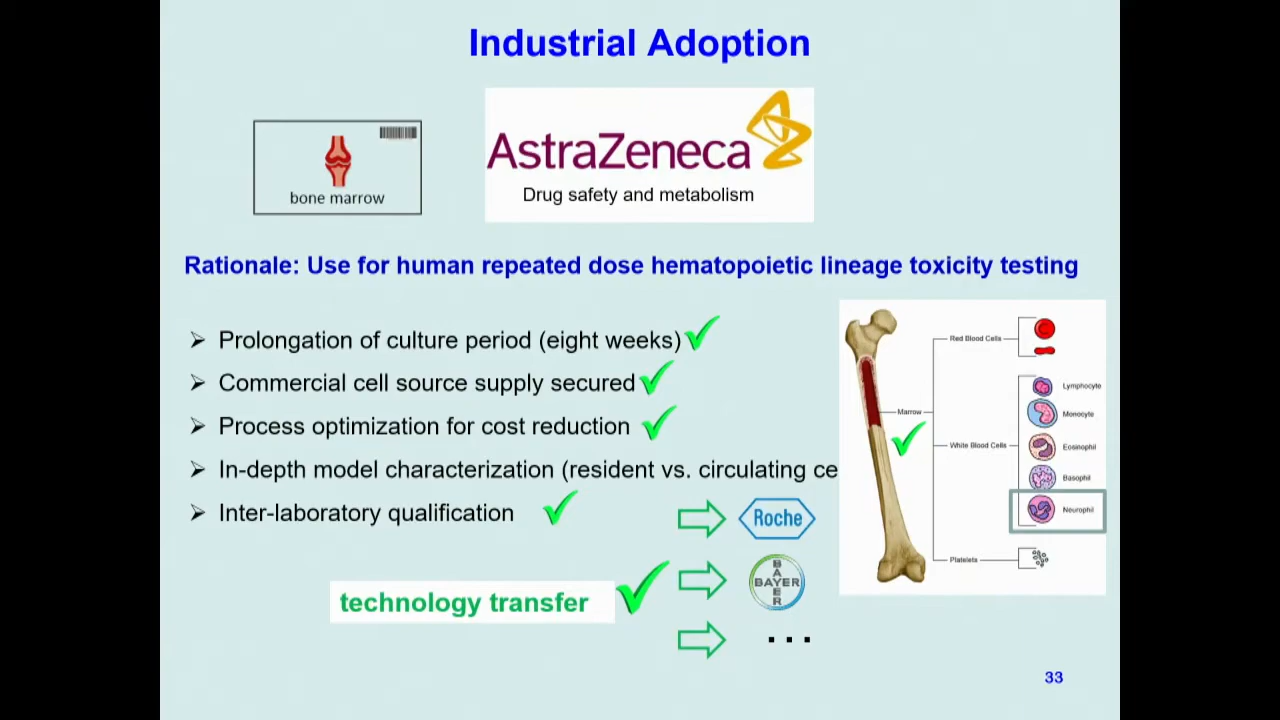 Industrial Adoption
bone marrow
AstraZeneca
Drug safety and metabolism
Rationale: Use for human repeated dose hematopoietic lineage toxicity testing
Prolongation of culture period (eight weeks)
Commercial cell source supply secured
Process optimization for cost reduction
In-depth model characterization (resident vs. circulating ce
Inter-laboratory qualification
technology transfer
Roche
BAYER
BAYER
...
Red Blood Cells
Lymphocyte
Marrow
Monocyte
White Blood Cells
Eosinophil
Basophil
Neurophil
Platelets
33